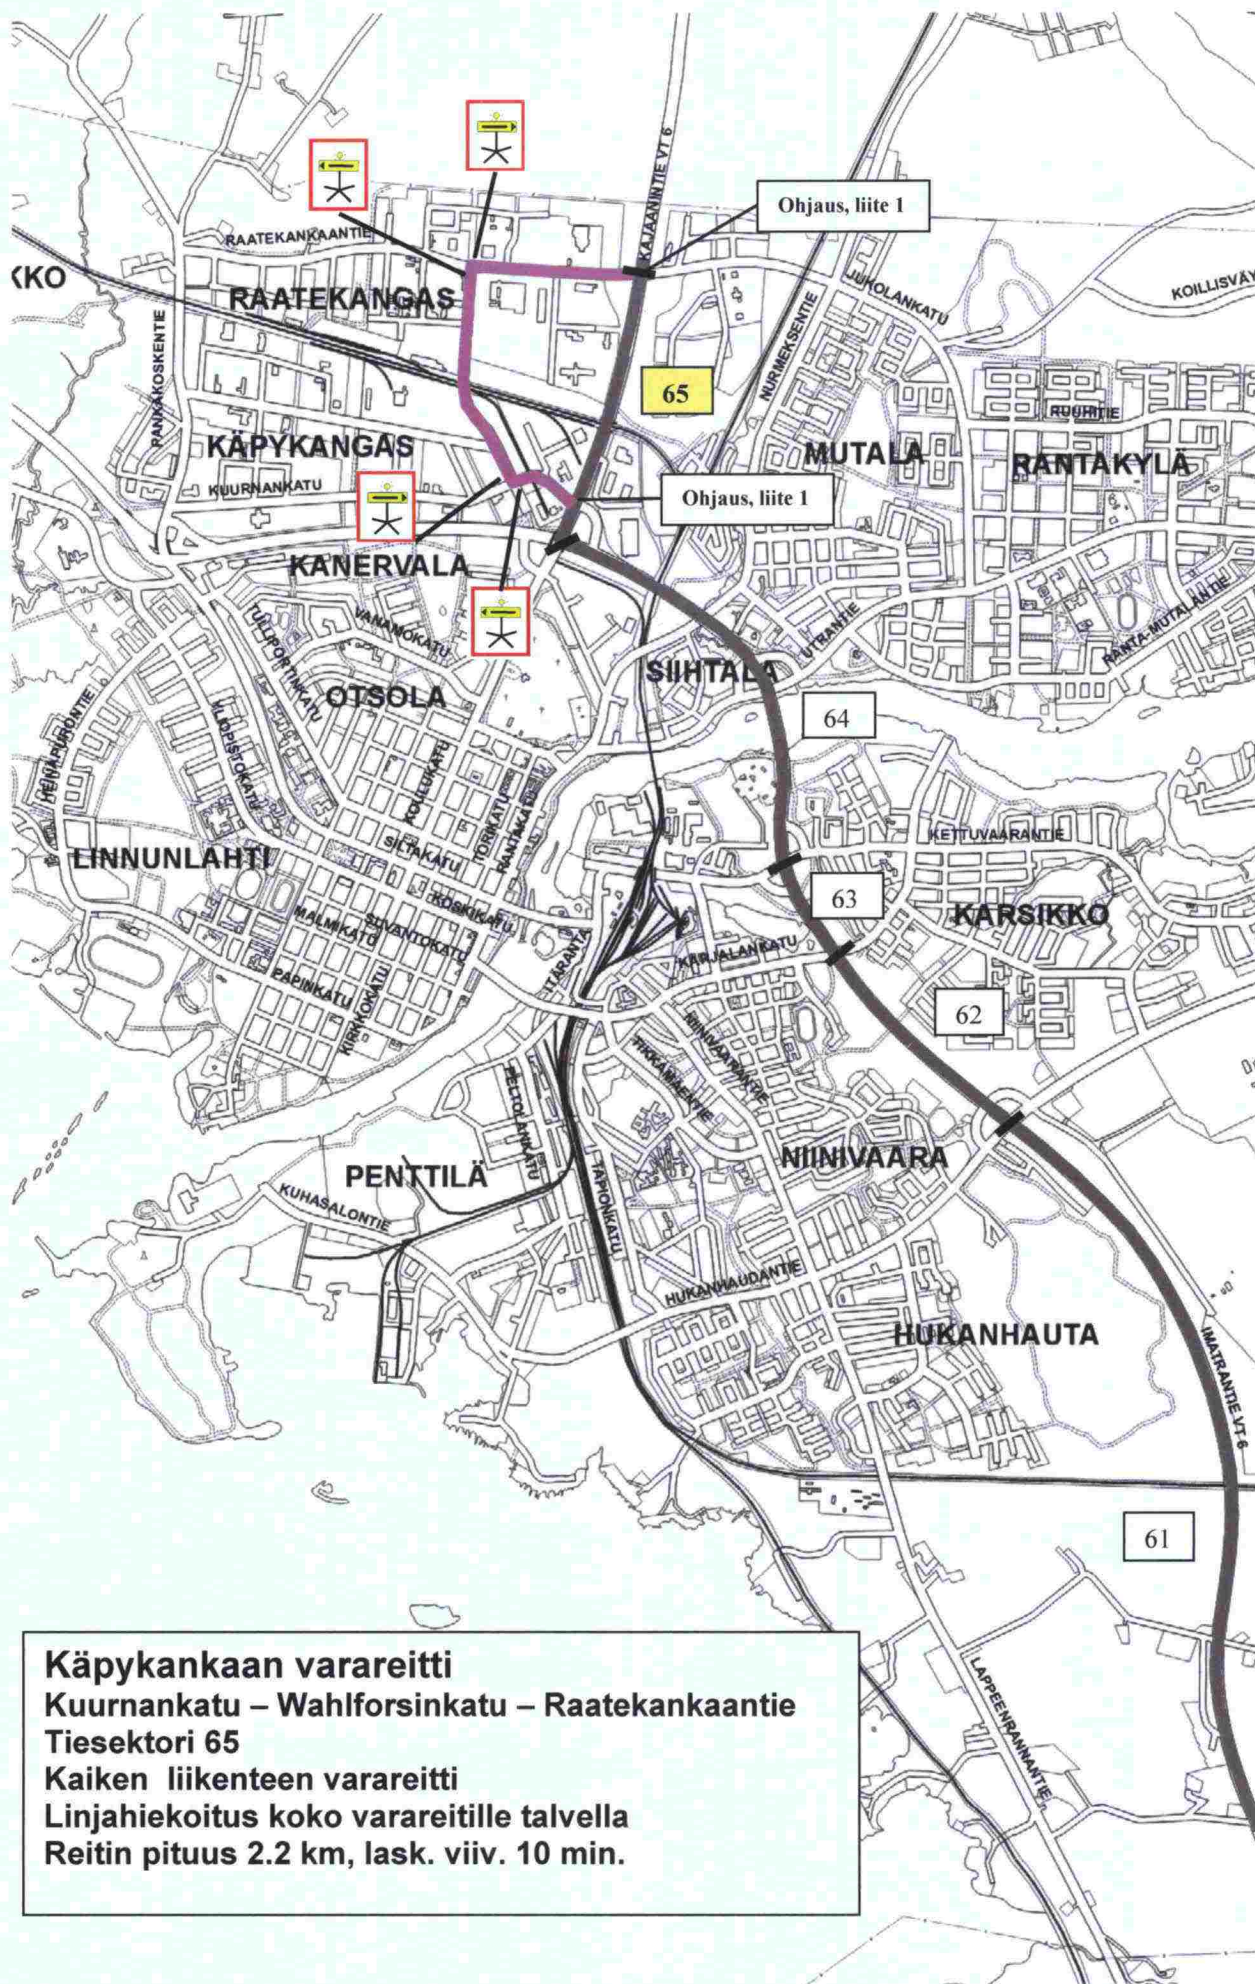 KAJAANINTIE VT 6
Ohjaus, liite 1
RAATEKANKAANTIE
KKO
RAATEKANGAS
JUKOLANKATU
KOILLISVÄY
PANKAKOSKENTIE
NURMEKSENTIE
65
RUUHITIE
KÄPYKANGAS
MUTALA
RANTAKYLÄ
KUURNANKATU
Ohjaus, liite 1
KANERVALA
TULLIPORTINKATU
VANAMOKATU
UTRANTIE
RANTA-MUTALANTIE
SIIHTALA
OTSOLA
64
HEINÄPURONTIE
YLIOPISTOKATU
KOULUKATU
TORIKATU
RANTAKATU
KETTUVAARANTIE
SILTAKATU
LINNUNLAHTI
63
KOSKIKATU
KARSIKKO
MALMIKATU
SUVANTOKATU
ITÄRANTA
KARJALANKATU
PAPINKATU
KIRKKOKATU
62
NIINIVAARANTIE
TIKKAMÄENTIE
PELTOLANKATU
NIINIVAARA
PENTTILÄ
KUHASALONTIE
TAPIONKATU
HUKANHAUDANTIE
HUKANHAUTA
IMATRANTIE VT 6
61
LAPPEENRANNANTIE
Käpykankaan varareitti
Kuurnankatu – Wahlforsinkatu – Raatekankaantie
Tiesektori 65
Kaiken liikenteen varareitti
Linjahiekoitus koko varareitille talvella
Reitin pituus 2.2 km, lask. viiv. 10 min.